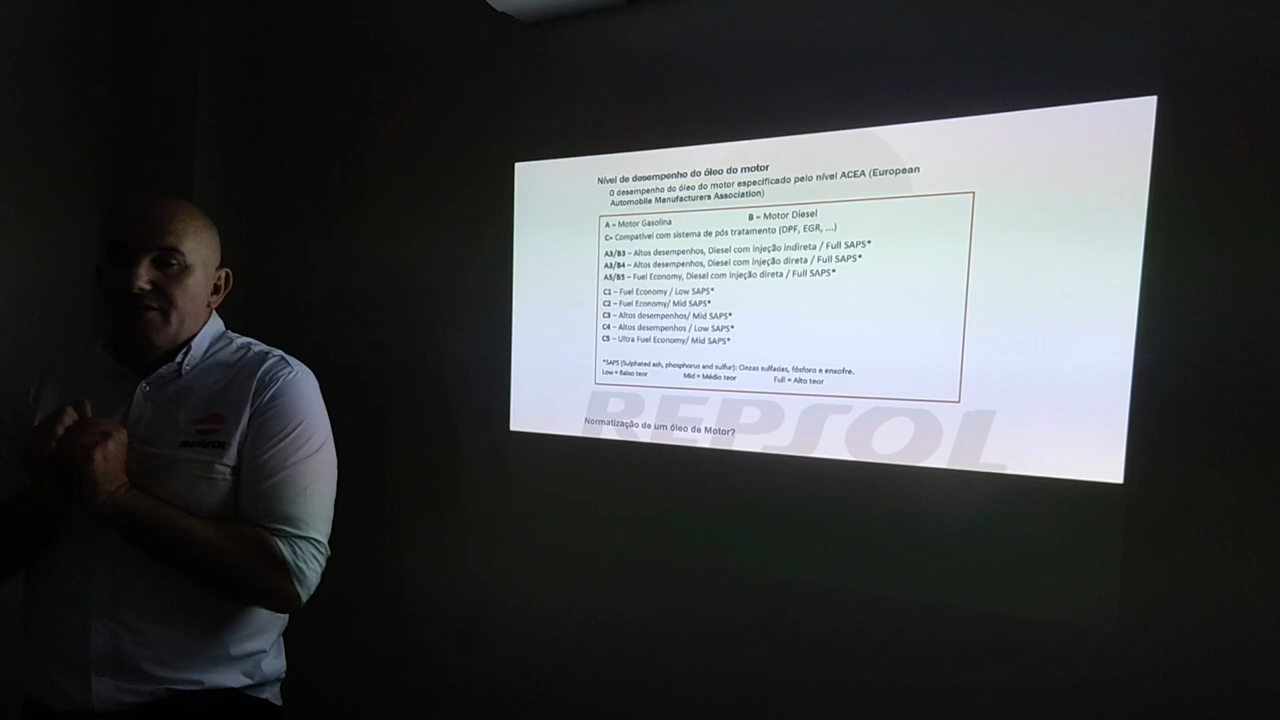 Nível de desempenho do óleo do motor
O desempenho do óleo do motor especificado pelo nível ACEA (European
Automobile Manufacturers Association)
A = Motor Gasolina B = Motor Diesel
C= Compatível com sistema de pós tratamento (DPF, EGR, ...)
A3/B3 – Altos desempenhos, Diesel com injeção indireta / Full SAPS*
A3/B4 – Altos desempenhos, Diesel com injeção direta / Full SAPS*
A5/B5 – Fuel Economy, Diesel com injeção direta / Full SAPS*
C1 – Fuel Economy / Low SAPS*
C2 – Fuel Economy/ Mid SAPS*
C3 – Altos desempenhos/ Mid SAPS*
C4 – Altos desempenhos / Low SAPS*
C5 – Ultra Fuel Economy/ Mid SAPS*
*SAPS (Sulphated ash, phosphorus and sulfur): Cinzas sulfadas, fósforo e enxofre.
Low = Baixo teor Mid = Médio teor Full = Alto teor
REPSOL
Normatização de um óleo de Motor?
REPSOL